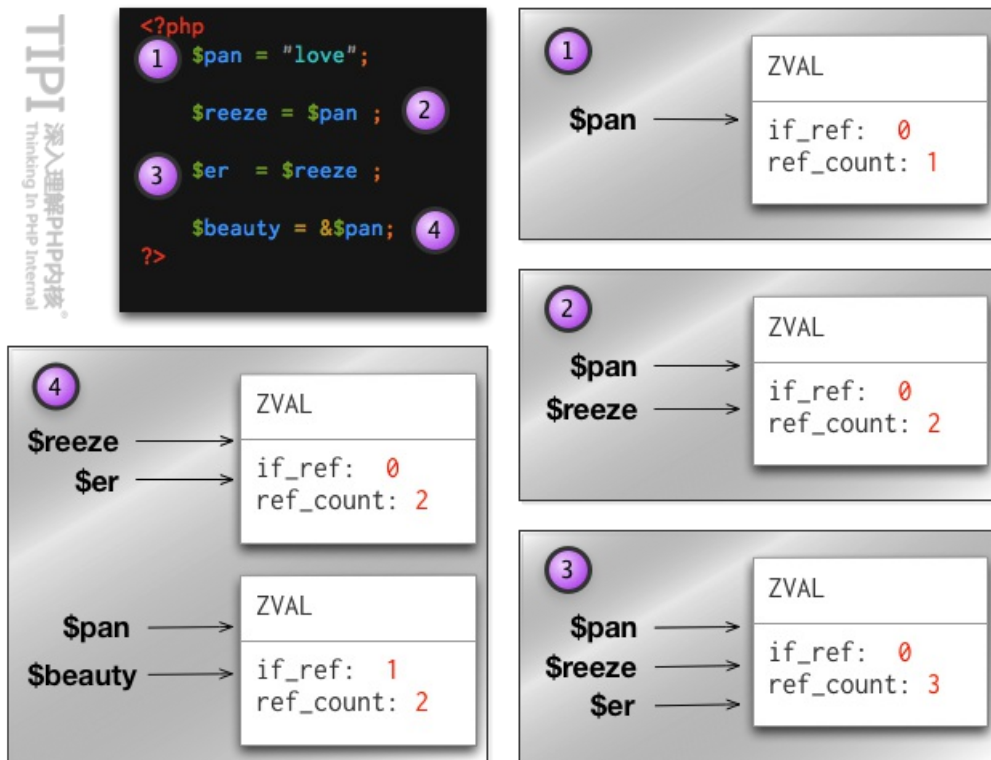 TIPI 深入理解PHP内核®
Thinking In PHP Internal
<?php
1 $pan = "love";
$reeze = $pan ; 2
3 $er = $reeze ;
$beauty = &$pan; 4
?>
1
$pan
ZVAL
if_ref: 0
ref_count: 1
2
$pan
$reeze
ZVAL
if_ref: 0
ref_count: 2
3
$pan
$reeze
$er
ZVAL
if_ref: 0
ref_count: 3
4
$reeze
$er
ZVAL
if_ref: 0
ref_count: 2
$pan
$beauty
ZVAL
if_ref: 1
ref_count: 2